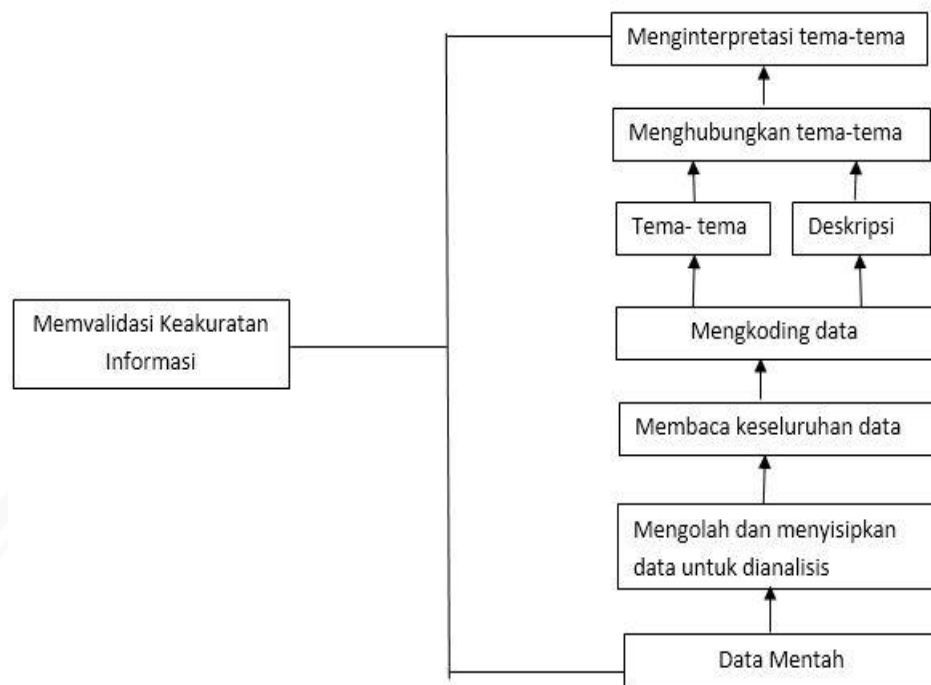 Menginterpretasi tema-tema
Menghubungkan tema-tema
Tema- tema
Deskripsi
Memvalidasi Keakuratan
Informasi
Mengkoding data
Membaca keseluruhan data
Mengolah dan menyisipkan
data untuk dianalisis
Data Mentah